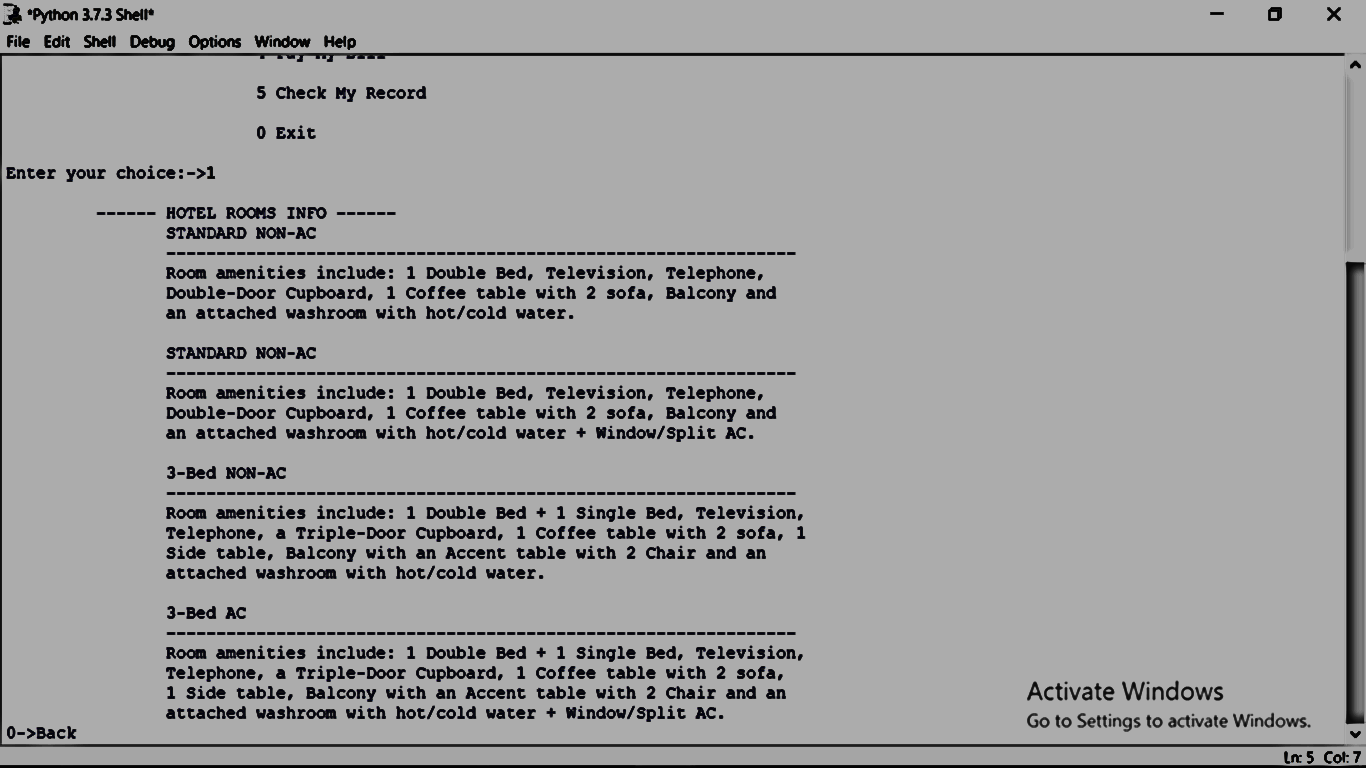 *Python 3.7.3 Shell*
File Edit Shell Debug Options Window Help
5 Check My Record
0 Exit
Enter your choice:->1
------ HOTEL ROOMS INFO ------
STANDARD NON-AC
---------------------------------------------------------------
Room amenities include: 1 Double Bed, Television, Telephone,
Double-Door Cupboard, 1 Coffee table with 2 sofa, Balcony and
an attached washroom with hot/cold water.
STANDARD NON-AC
---------------------------------------------------------------
Room amenities include: 1 Double Bed, Television, Telephone,
Double-Door Cupboard, 1 Coffee table with 2 sofa, Balcony and
an attached washroom with hot/cold water + Window/Split AC.
3-Bed NON-AC
---------------------------------------------------------------
Room amenities include: 1 Double Bed + 1 Single Bed, Television,
Telephone, a Triple-Door Cupboard, 1 Coffee table with 2 sofa, 1
Side table, Balcony with an Accent table with 2 Chair and an
attached washroom with hot/cold water.
3-Bed AC
---------------------------------------------------------------
Room amenities include: 1 Double Bed + 1 Single Bed, Television,
Telephone, a Triple-Door Cupboard, 1 Coffee table with 2 sofa,
1 Side table, Balcony with an Accent table with 2 Chair and an
attached washroom with hot/cold water + Window/Split AC.
0->Back
Activate Windows
Go to Settings to activate Windows.
Ln: 5 Col: 7